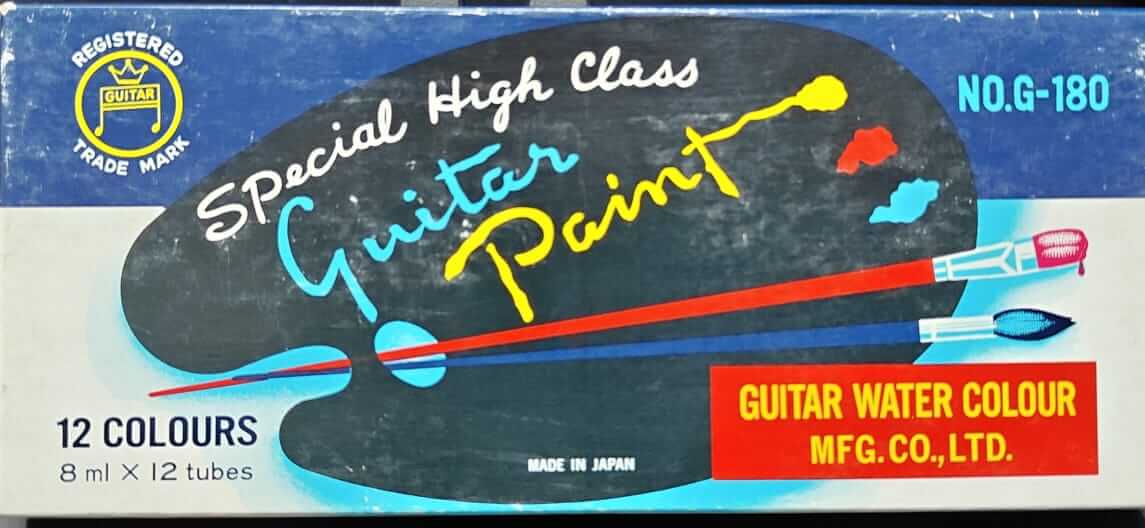 REGISTERED
GUITAR
TRADE MARK
Special High Class
Guitar
Paint
NO.G-180
12 COLOURS
8 ml × 12 tubes
MADE IN JAPAN
GUITAR WATER COLOUR
MFG.CO.,LTD.